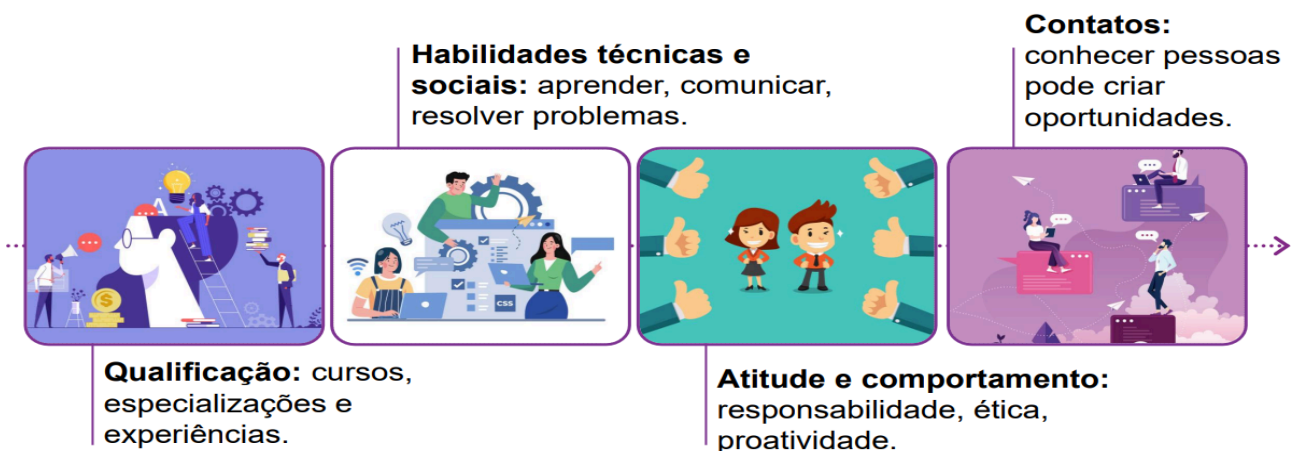 Qualificação: cursos,
especializações e
experiências.
Habilidades técnicas e
sociais: aprender, comunicar,
resolver problemas.
CSS
Atitude e comportamento:
responsabilidade, ética,
proatividade.
Contatos:
conhecer pessoas
pode criar
oportunidades.